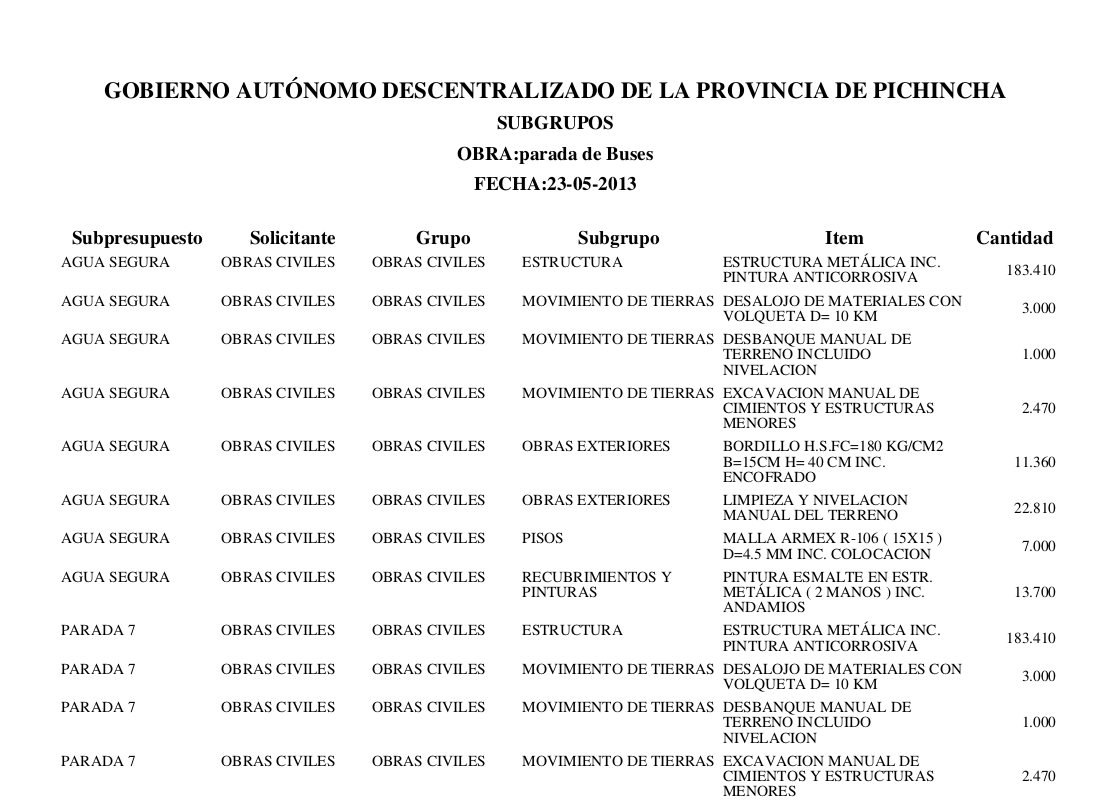 GOBIERNO AUTÓNOMO DESCENTRALIZADO DE LA PROVINCIA DE PICHINCHA
SUBGRUPOS
OBRA:parada de Buses
FECHA:23-05-2013
Subpresupuesto Solicitante Grupo Subgrupo Item Cantidad
AGUA SEGURA OBRAS CIVILES OBRAS CIVILES ESTRUCTURA ESTRUCTURA METÁLICA INC.
PINTURA ANTICORROSIVA 183.410
AGUA SEGURA OBRAS CIVILES OBRAS CIVILES MOVIMIENTO DE TIERRAS DESALOJO DE MATERIALES CON
VOLQUETA D= 10 KM 3.000
AGUA SEGURA OBRAS CIVILES OBRAS CIVILES MOVIMIENTO DE TIERRAS DESBANQUE MANUAL DE
TERRENO INCLUIDO 1.000
NIVELACION
AGUA SEGURA OBRAS CIVILES OBRAS CIVILES MOVIMIENTO DE TIERRAS EXCAVACION MANUAL DE
CIMIENTOS Y ESTRUCTURAS 2.470
MENORES
AGUA SEGURA OBRAS CIVILES OBRAS CIVILES OBRAS EXTERIORES BORDILLO H.S.FC=180 KG/CM2
B=15CM H= 40 CM INC. 11.360
ENCOFRADO
AGUA SEGURA OBRAS CIVILES OBRAS CIVILES OBRAS EXTERIORES LIMPIEZA Y NIVELACION
MANUAL DEL TERRENO 22.810
AGUA SEGURA OBRAS CIVILES OBRAS CIVILES PISOS MALLA ARMEX R-106 ( 15X15 )
D=4.5 MM INC. COLOCACION 7.000
AGUA SEGURA OBRAS CIVILES OBRAS CIVILES RECUBRIMIENTOS Y PINTURA ESMALTE EN ESTR.
PINTURAS METÁLICA ( 2 MANOS ) INC. 13.700
ANDAMIOS
PARADA 7 OBRAS CIVILES OBRAS CIVILES ESTRUCTURA ESTRUCTURA METÁLICA INC.
PINTURA ANTICORROSIVA 183.410
PARADA 7 OBRAS CIVILES OBRAS CIVILES MOVIMIENTO DE TIERRAS DESALOJO DE MATERIALES CON
VOLQUETA D= 10 KM 3.000
PARADA 7 OBRAS CIVILES OBRAS CIVILES MOVIMIENTO DE TIERRAS DESBANQUE MANUAL DE
TERRENO INCLUIDO 1.000
NIVELACION
PARADA 7 OBRAS CIVILES OBRAS CIVILES MOVIMIENTO DE TIERRAS EXCAVACION MANUAL DE
CIMIENTOS Y ESTRUCTURAS 2.470
MENORES